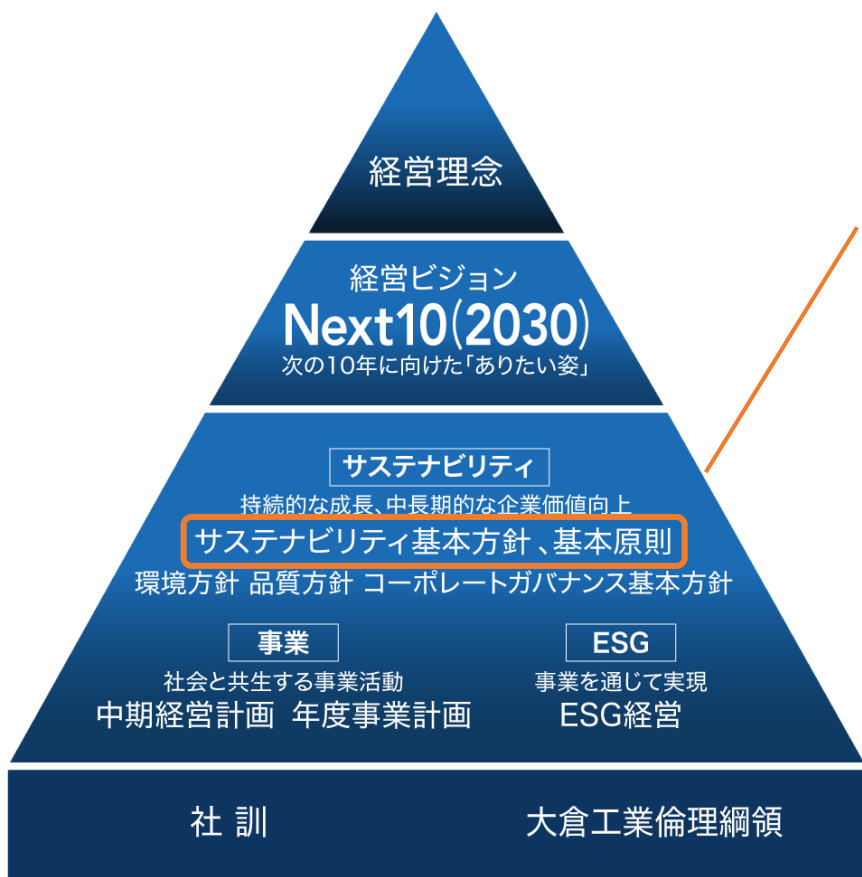 経営理念
経営ビジョン
Next10(2030)
次の10年に向けた「ありたい姿」
サステナビリティ
持続的な成長、中長期的な企業価値向上
サステナビリティ基本方針、基本原則
環境方針 品質方針 コーポレートガバナンス基本方針
事業
社会と共生する事業活動
中期経営計画 年度事業計画
ESG
事業を通じて実現
ESG経営
社 訓
大倉工業倫理綱領